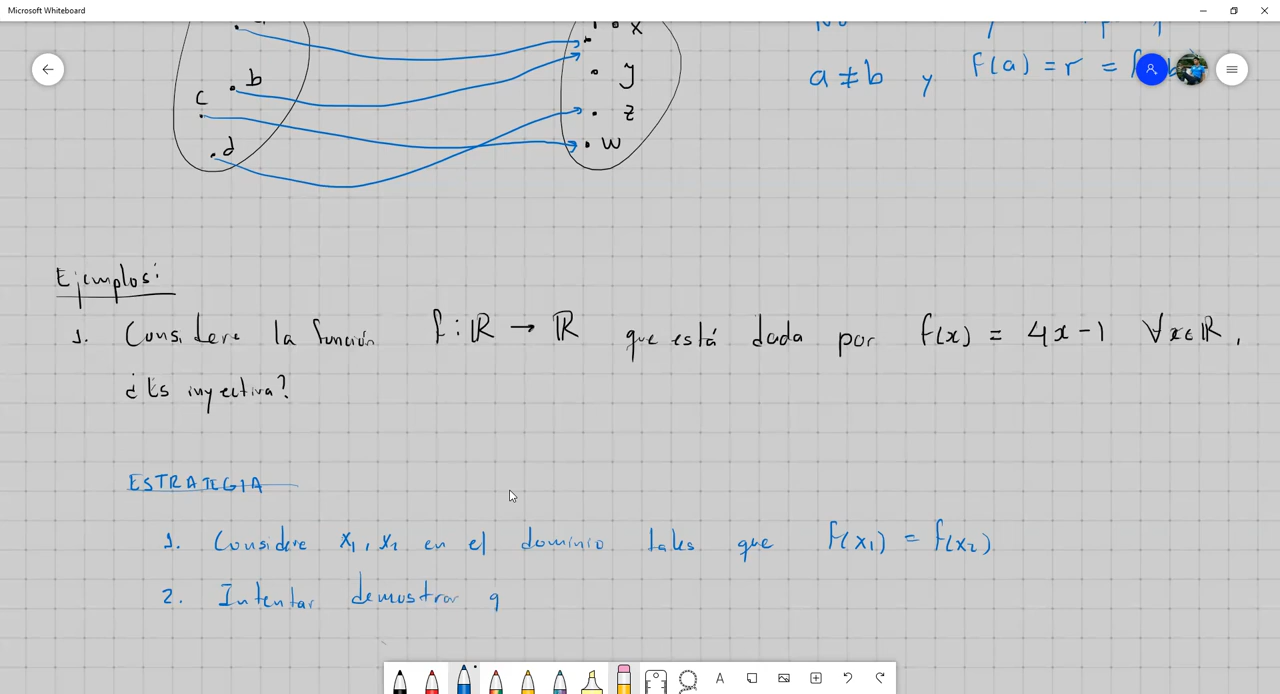 Microsoft Whiteboard
x
a ≠ b y f(a) = r =
b
y
c
z
d
w
Ejemplos:
1. Considere la función f : ℝ → ℝ que está dada por f(x) = 4x - 1 ∀x∈ℝ.
¿Es inyectiva?
ESTRATEGIA
1. Considere x₁, x₂ en el dominio tales que f(x₁) = f(x₂)
2. Intentar demostrar q
A